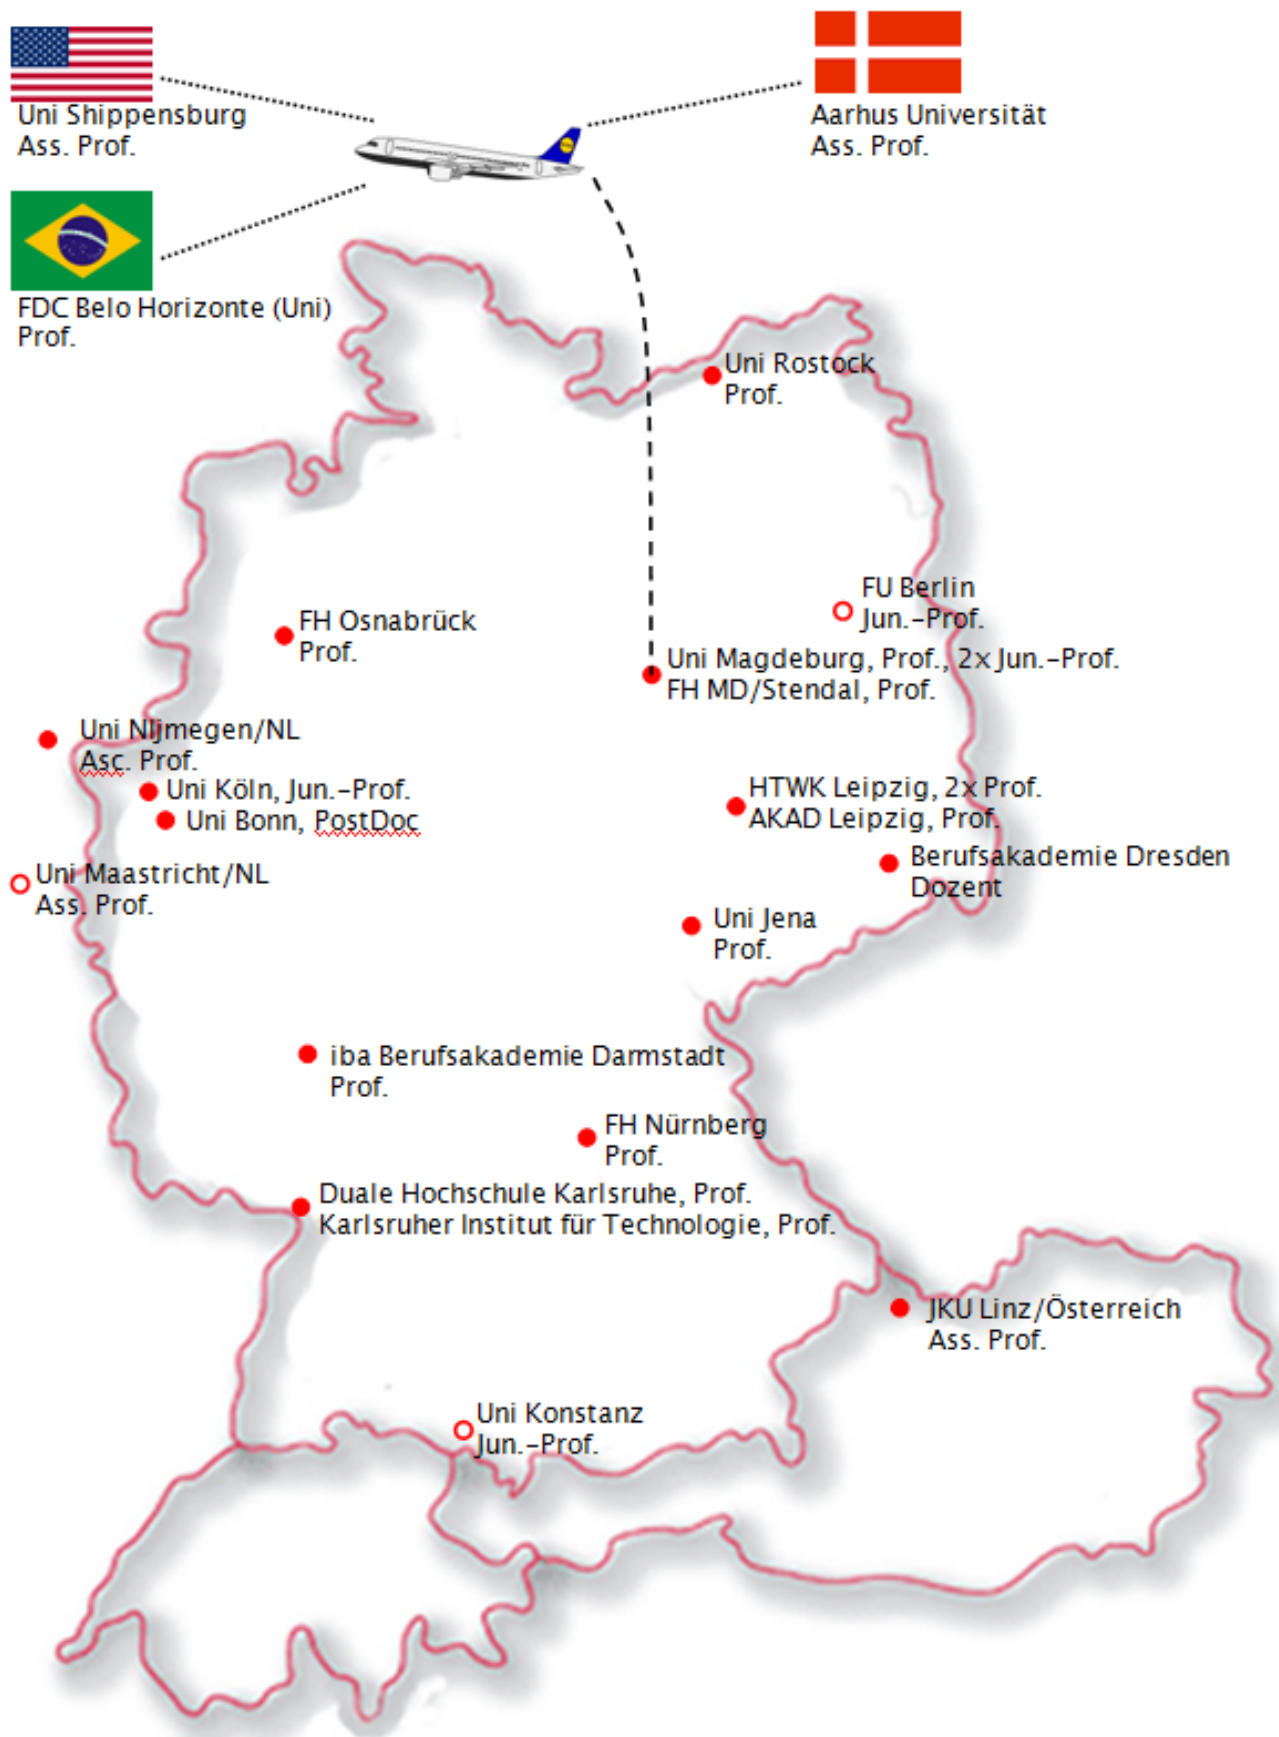 Uni Shippensburg
Ass. Prof.
Aarhus Universität
Ass. Prof.
FDC Belo Horizonte (Uni)
Prof.
Uni Rostock
Prof.
FU Berlin
Jun.-Prof.
FH Osnabrück
Prof.
Uni Magdeburg, Prof., 2x Jun.-Prof.
FH MD/Stendal, Prof.
Uni NIjmegen/NL
Asc. Prof.
Uni Köln, Jun.-Prof.
Uni Bonn, PostDoc
HTWK Leipzig, 2x Prof.
AKAD Leipzig, Prof.
Berufsakademie Dresden
Dozent
Uni Maastricht/NL
Ass. Prof.
Uni Jena
Prof.
iba Berufsakademie Darmstadt
Prof.
FH Nürnberg
Prof.
Duale Hochschule Karlsruhe, Prof.
Karlsruher Institut für Technologie, Prof.
JKU Linz/Österreich
Ass. Prof.
Uni Konstanz
Jun.-Prof.